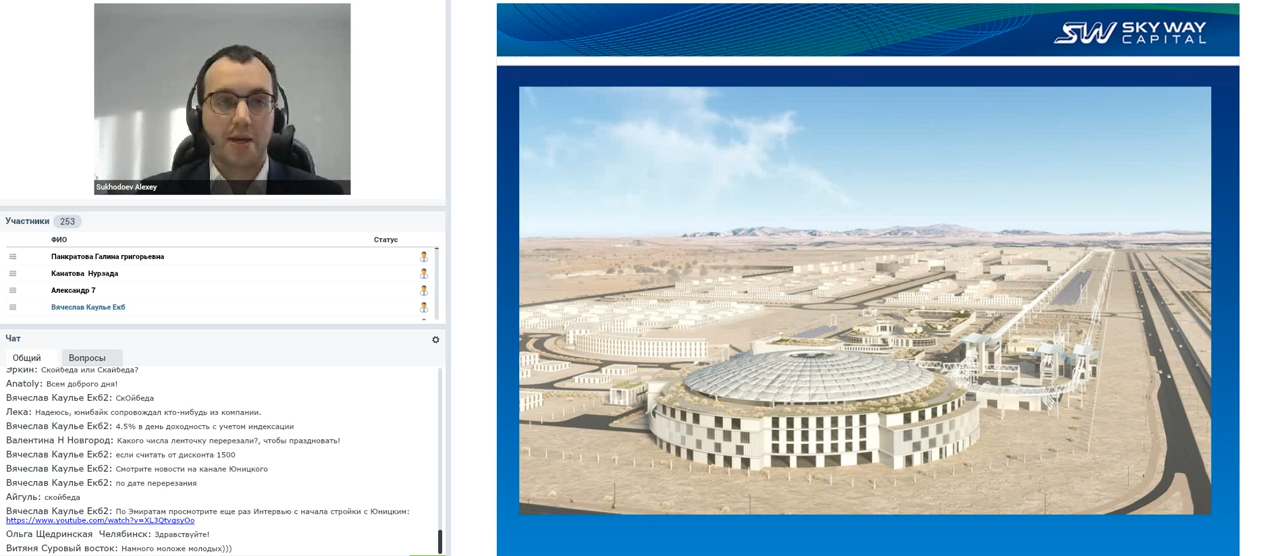 Sukhodoev Alexey
Участники 253
ФИО Статус
Панкратова Галина григорьевна
Канатова Нурзада
Александр 7
Вячеслав Каулье Екб
Чат
Общий Вопросы
Эркин: Скойбеда или Скайбеда?
Anatoly: Всем доброго дня!
Вячеслав Каулье Екб2: СкОйбеда
Лека: Надеюсь, юнибайк сопровождал кто-нибудь из компании.
Вячеслав Каулье Екб2: 4.5% в день доходность с учетом индексации
Валентина Н Новгород: Какого числа ленточку перерезали?, чтобы праздновать!
Вячеслав Каулье Екб2: если считать от дисконта 1500
Вячеслав Каулье Екб2: Смотрите новости на канале Юницкого
Вячеслав Каулье Екб2: по дате перерезания
Айгуль: скойбеда
Вячеслав Каулье Екб2: По Эмиратам просмотрите еще раз Интервью с начала стройки с Юницким:
https://www.youtube.com/watch?v=XL3QtvqsyOo
Ольга Щедринская Челябинск: Здравствуйте!
Витяня Суровый восток: Намного моложе молодых)))
SW SKY WAY
CAPITAL